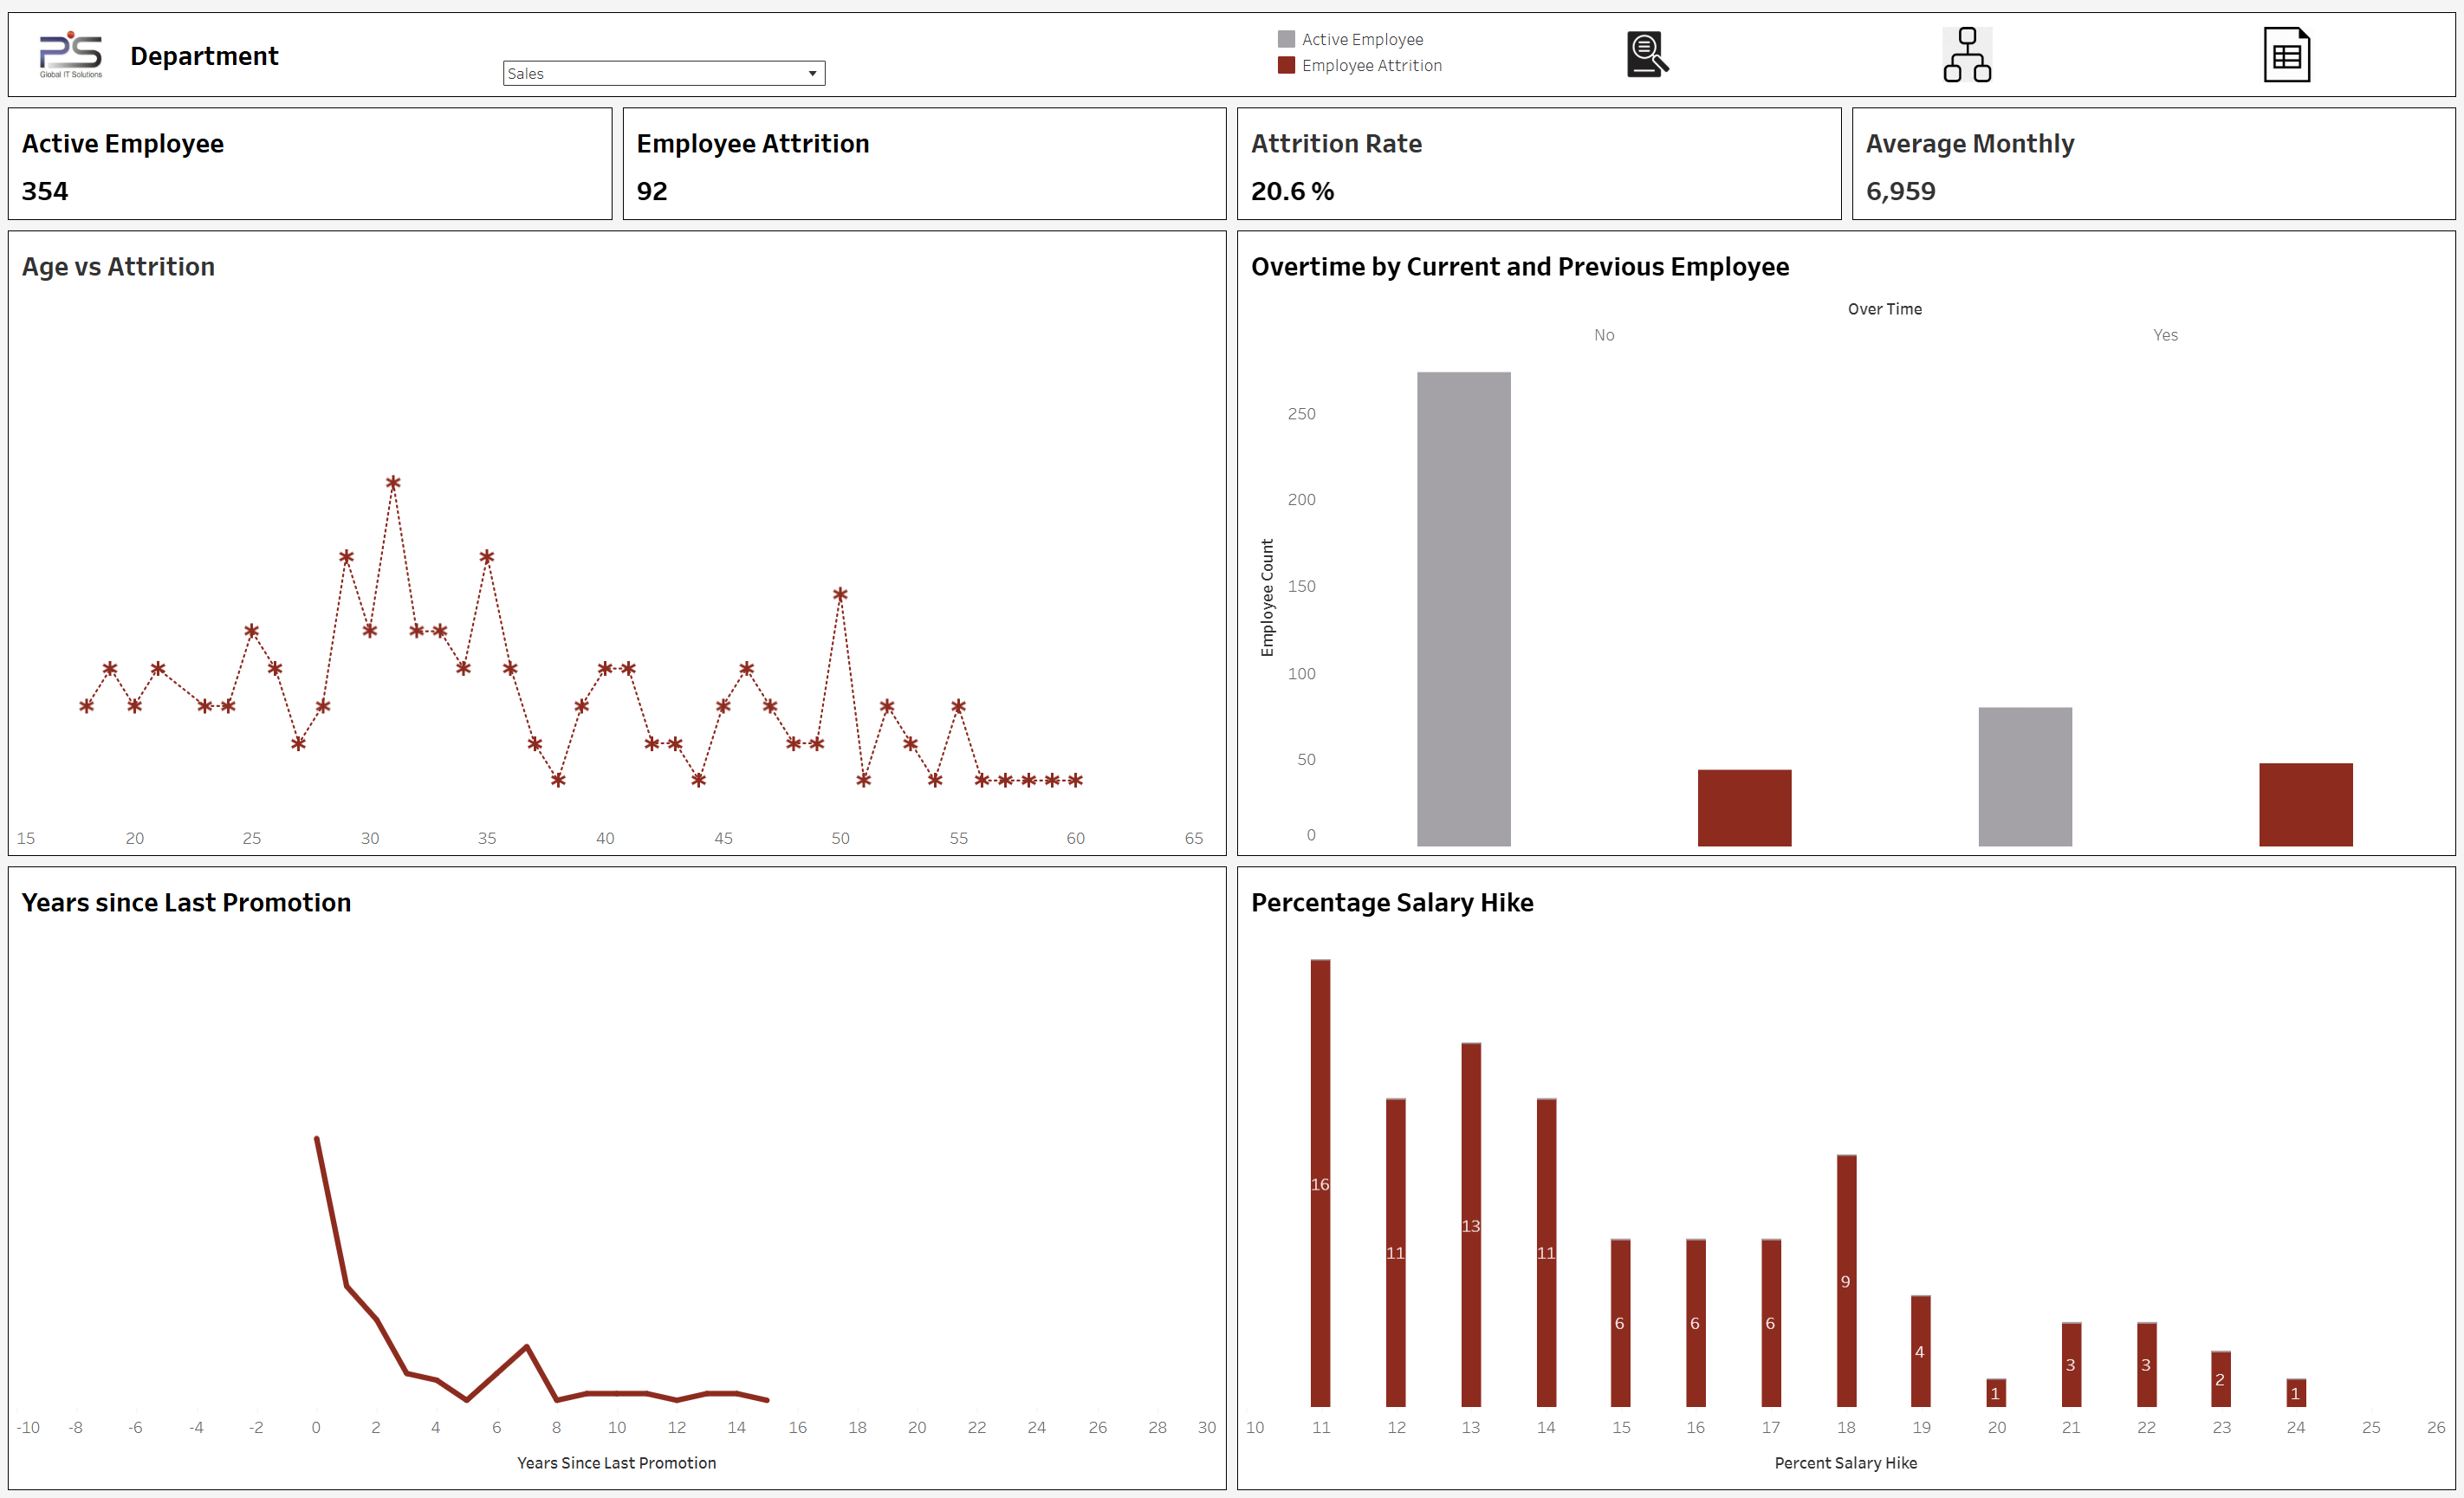 PS
Global IT Solutions
Department
Sales
Active Employee
Employee Attrition
Active Employee
354
Employee Attrition
92
Attrition Rate
20.6 %
Average Monthly
6,959
Age vs Attrition
15 20 25 30 35 40 45 50 55 60 65
Overtime by Current and Previous Employee
Over Time
No Yes
Employee Count
250
200
150
100
50
0
Years since Last Promotion
-10 -8 -6 -4 -2 0 2 4 6 8 10 12 14 16 18 20 22 24 26 28 30
Years Since Last Promotion
Percentage Salary Hike
16 11 13 11 6 6 6 9 4 1 3 3 2 1
10 11 12 13 14 15 16 17 18 19 20 21 22 23 24 25 26
Percent Salary Hike